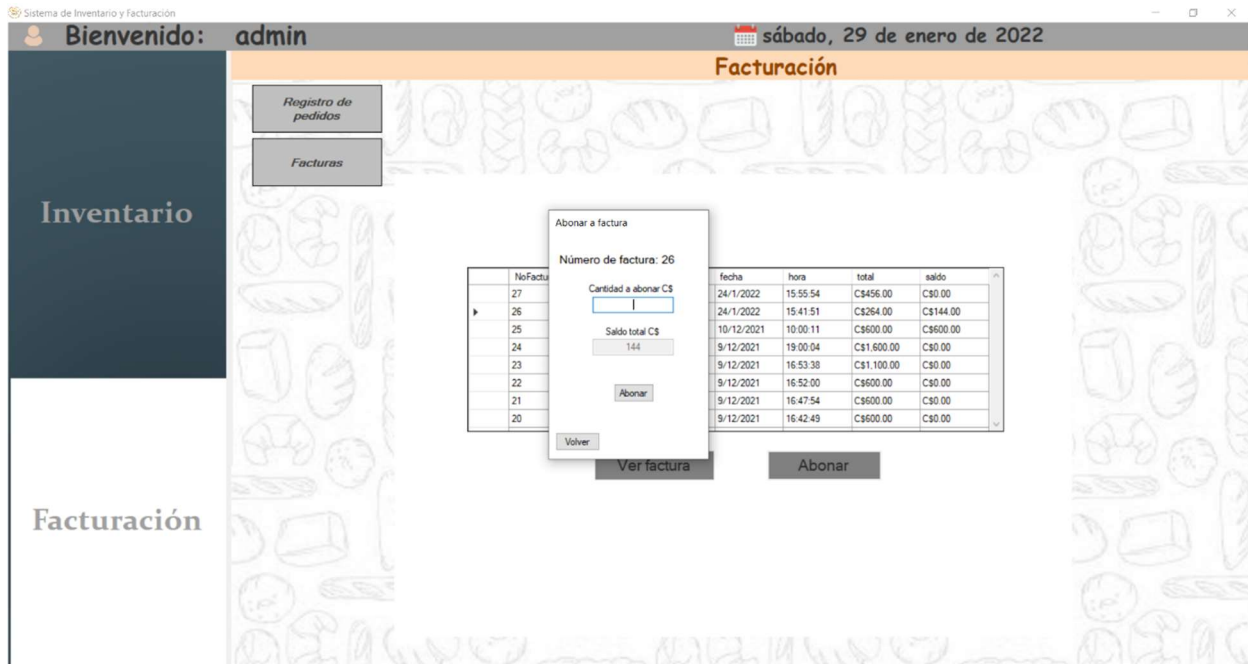 Sistema de Inventario y Facturación
Bienvenido: admin
sábado, 29 de enero de 2022
Facturación
Registro de
pedidos
Facturas
Inventario
Facturación
Abonar a factura
Número de factura: 26
Cantidad a abonar C$
Saldo total C$
144
Abonar
Volver
NoFactu fecha hora total saldo
27 24/1/2022 15:55:54 C$456.00 C$0.00
26 24/1/2022 15:41:51 C$264.00 C$144.00
25 10/12/2021 10:00:11 C$600.00 C$600.00
24 9/12/2021 19:00:04 C$1,600.00 C$0.00
23 9/12/2021 16:53:38 C$1,100.00 C$0.00
22 9/12/2021 16:52:00 C$600.00 C$0.00
21 9/12/2021 16:47:54 C$600.00 C$0.00
20 9/12/2021 16:42:49 C$600.00 C$0.00
Ver factura
Abonar